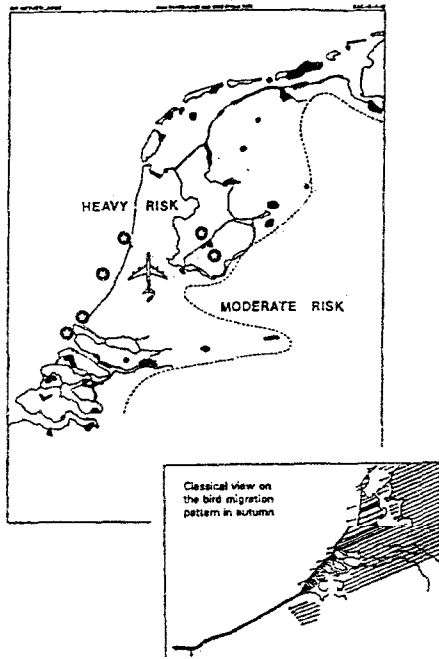 HEAVY RISK
MODERATE RISK
Classical view on
the bird migration
pattern in autumn